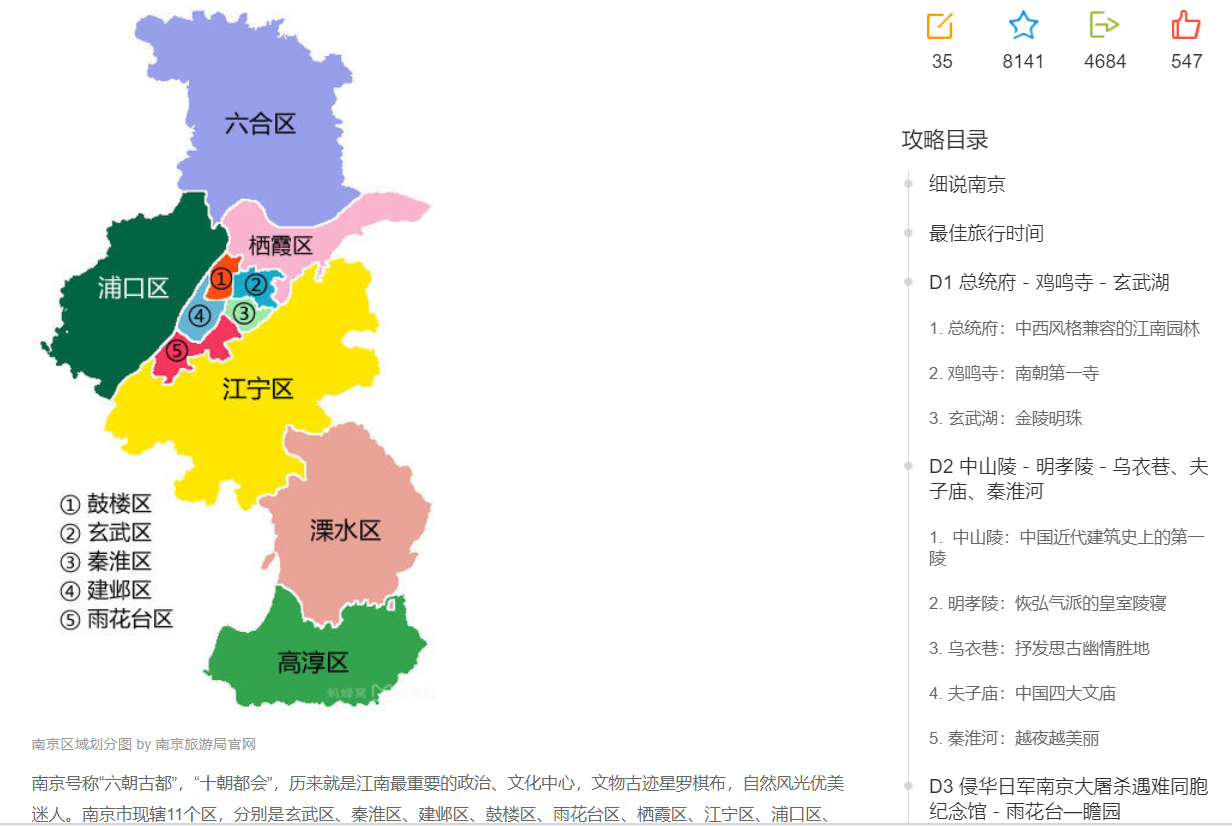 六合区
栖霞区
浦口区
①
②
③
④
⑤
江宁区
溧水区
高淳区
① 鼓楼区
② 玄武区
③ 秦淮区
④ 建邺区
⑤ 雨花台区
蚂蜂窝
南京区域划分图 by 南京旅游局官网
南京号称“六朝古都”，“十朝都会”，历来就是江南最重要的政治、文化中心，文物古迹星罗棋布，自然风光优美
迷人。南京市现辖11个区，分别是玄武区、秦淮区、建邺区、鼓楼区、雨花台区、栖霞区、江宁区、浦口区、
35
8141
4684
547
攻略目录
细说南京
最佳旅行时间
D1 总统府 - 鸡鸣寺 - 玄武湖
1. 总统府：中西风格兼容的江南园林
2. 鸡鸣寺：南朝第一寺
3. 玄武湖：金陵明珠
D2 中山陵 - 明孝陵 - 乌衣巷、夫
子庙、秦淮河
1. 中山陵：中国近代建筑史上的第一
陵
2. 明孝陵：恢弘气派的皇室陵寝
3. 乌衣巷：抒发思古幽情胜地
4. 夫子庙：中国四大文庙
5. 秦淮河：越夜越美丽
D3 侵华日军南京大屠杀遇难同胞
纪念馆 - 雨花台—瞻园